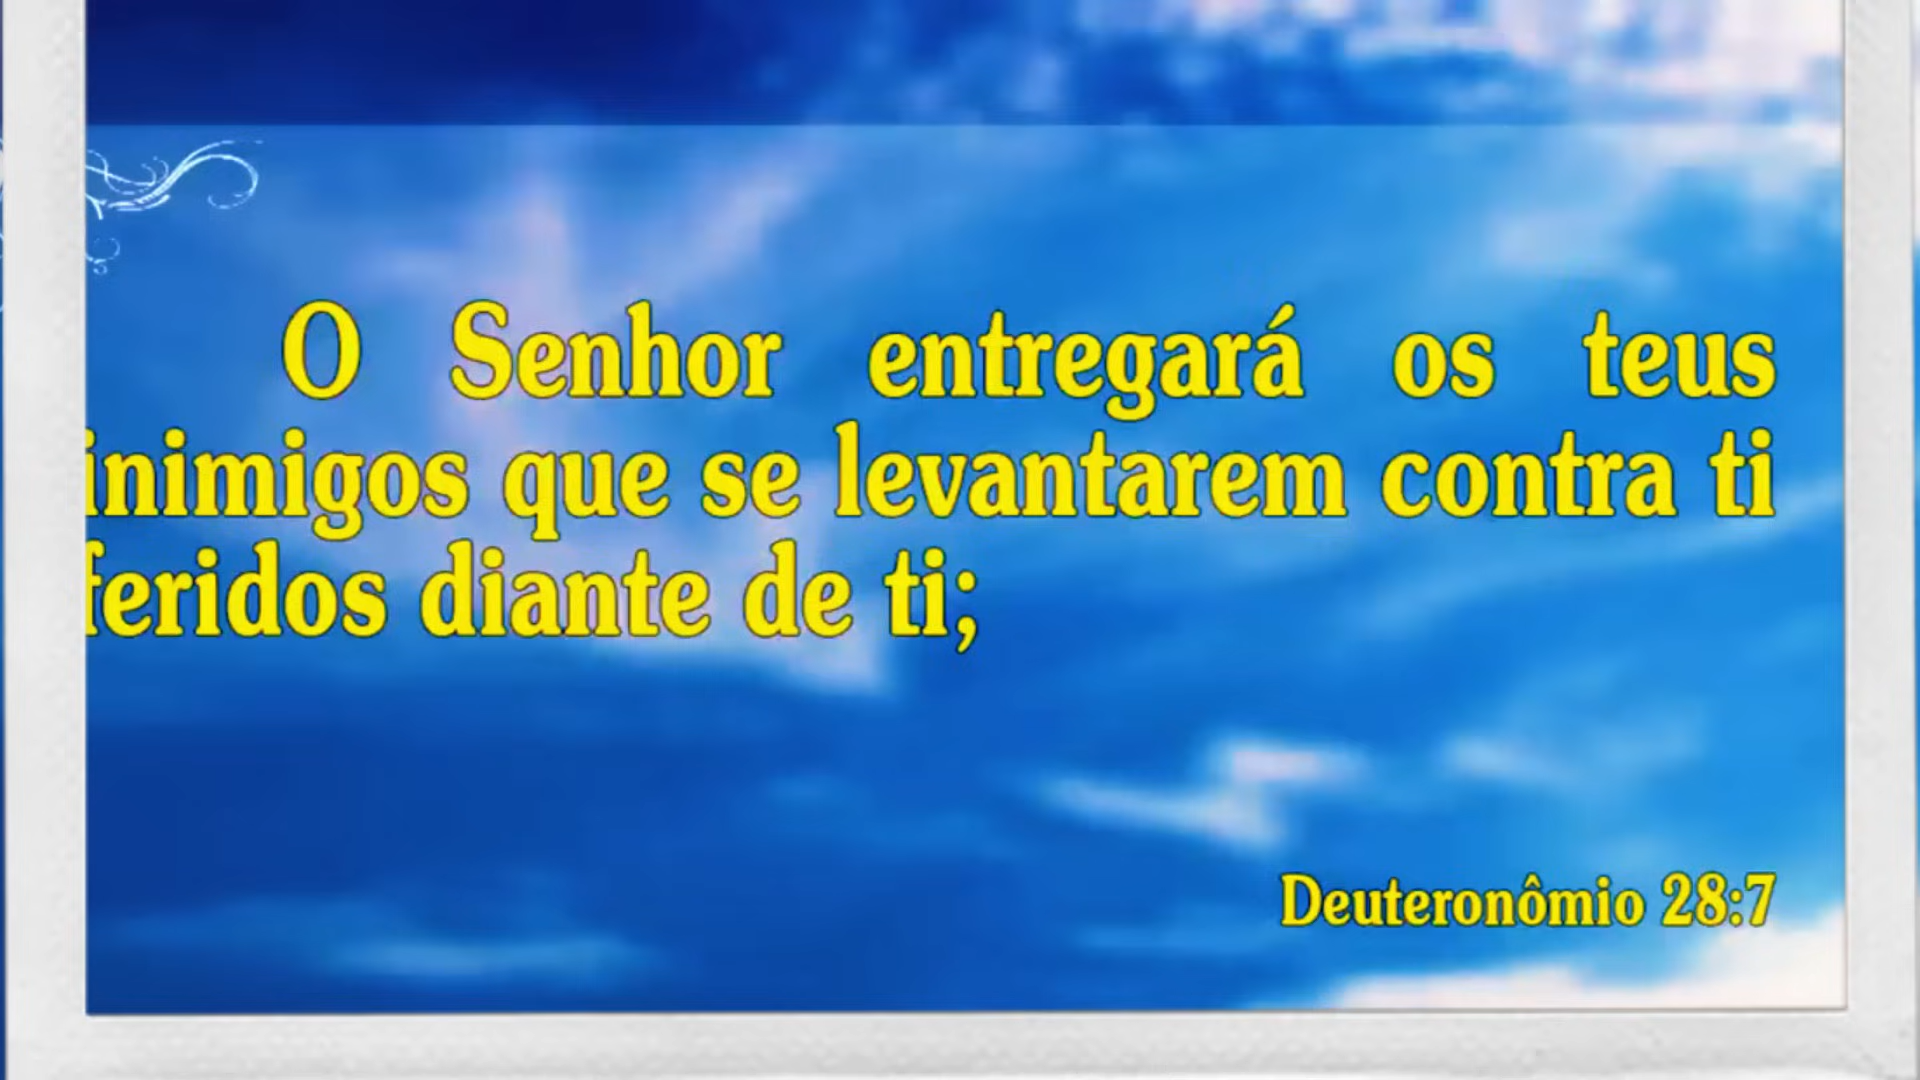 O Senhor entregará os teus
inimigos que se levantarem contra ti
feridos diante de ti;
Deuteronômio 28:7